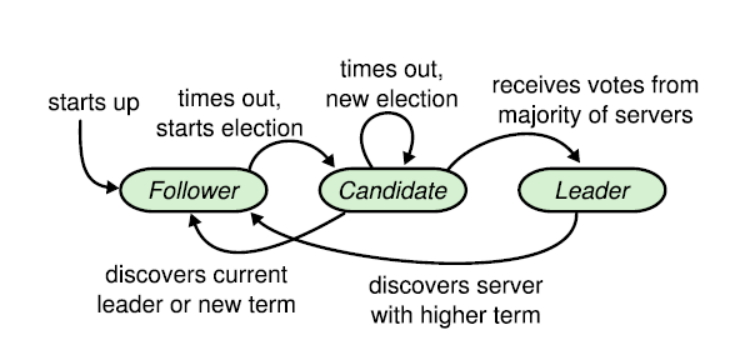 starts up
times out,
starts election
times out,
new election
receives votes from
majority of servers
Follower
Candidate
Leader
discovers current
leader or new term
discovers server
with higher term